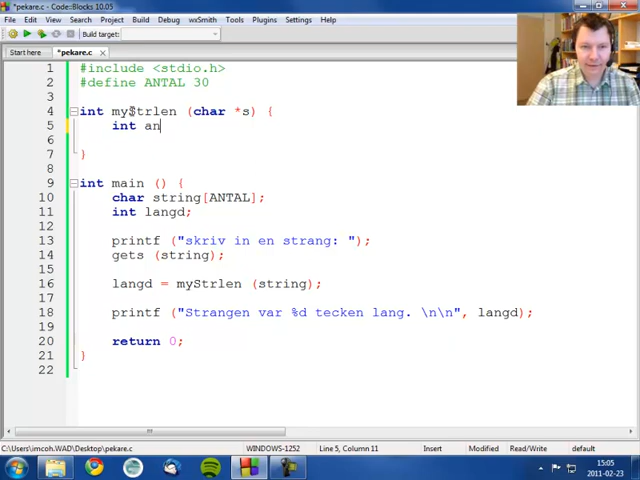 *pekare.c - Code::Blocks 10.05
File Edit View Search Project Build Debug wxSmith Tools Plugins Settings Help
Build target:
Start here *pekare.c
1 #include <stdio.h>
2 #define ANTAL 30
3
4 int myStrlen (char *s) {
5 int an
6
7 }
8
9 int main () {
10 char string[ANTAL];
11 int langd;
12
13 printf ("skriv in en strang: ");
14 gets (string);
15
16 langd = myStrlen (string);
17
18 printf ("Strangen var %d tecken lang. \n\n", langd);
19
20 return 0;
21 }
22
C:\Users\imcoh.WAD\Desktop\pekare.c WINDOWS-1252 Line 5, Column 11 Insert Modified Read/Write default
15:05
2011-02-23